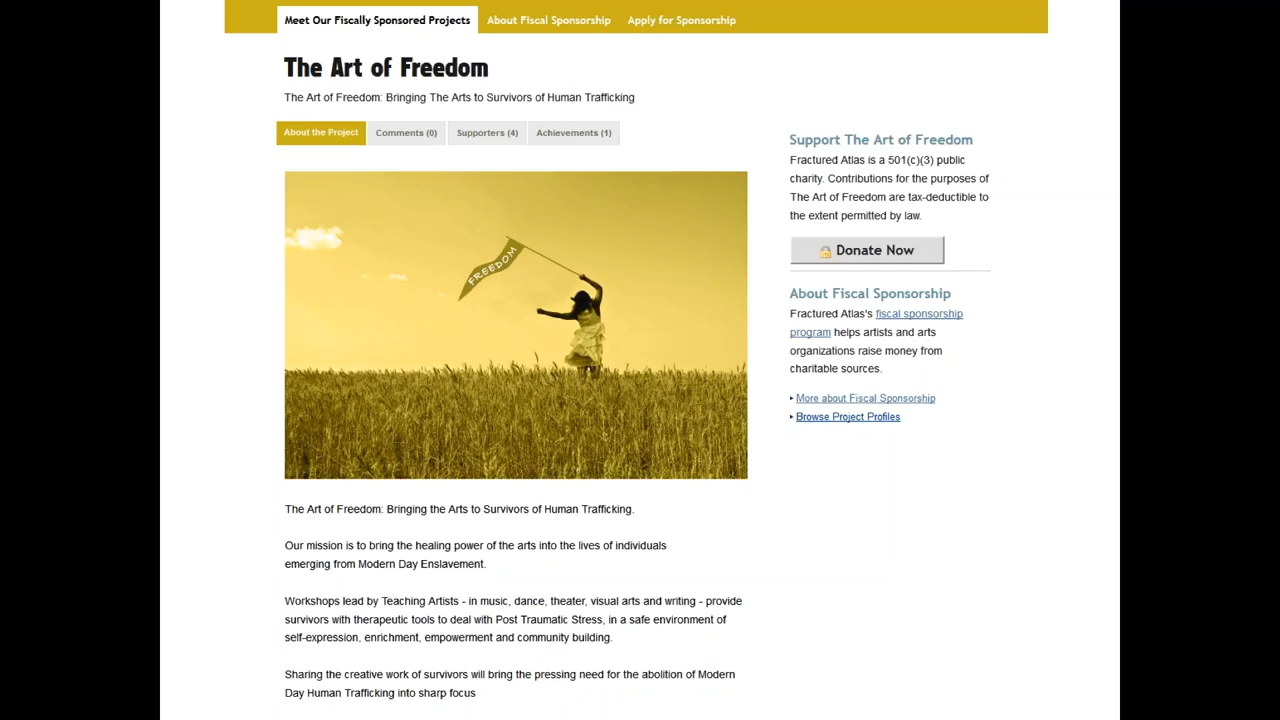 Meet Our Fiscally Sponsored Projects About Fiscal Sponsorship Apply for Sponsorship
The Art of Freedom
The Art of Freedom: Bringing The Arts to Survivors of Human Trafficking
About the Project Comments (0) Supporters (4) Achievements (1)
FREEDOM
The Art of Freedom: Bringing the Arts to Survivors of Human Trafficking.
Our mission is to bring the healing power of the arts into the lives of individuals
emerging from Modern Day Enslavement.
Workshops lead by Teaching Artists - in music, dance, theater, visual arts and writing - provide
survivors with therapeutic tools to deal with Post Traumatic Stress, in a safe environment of
self-expression, enrichment, empowerment and community building.
Sharing the creative work of survivors will bring the pressing need for the abolition of Modern
Day Human Trafficking into sharp focus
Support The Art of Freedom
Fractured Atlas is a 501(c)(3) public
charity. Contributions for the purposes of
The Art of Freedom are tax-deductible to
the extent permitted by law.
Donate Now
About Fiscal Sponsorship
Fractured Atlas's fiscal sponsorship
program helps artists and arts
organizations raise money from
charitable sources.
More about Fiscal Sponsorship
Browse Project Profiles